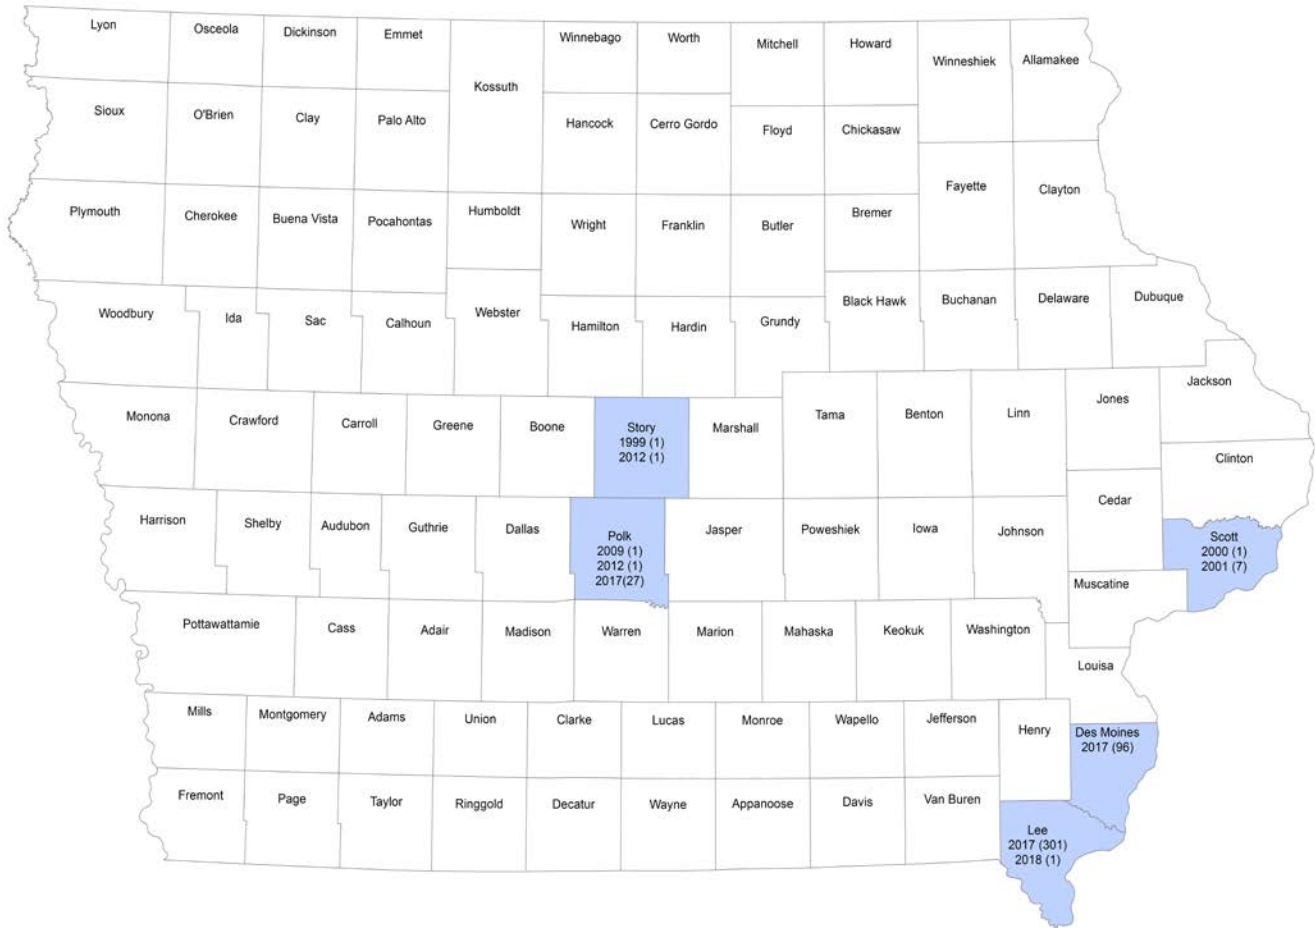 Lyon
Osceola
Dickinson
Emmet
Kossuth
Winnebago
Worth
Mitchell
Howard
Winneshiek
Allamakee
Sioux
O'Brien
Clay
Palo Alto
Hancock
Cerro Gordo
Floyd
Chickasaw
Fayette
Clayton
Plymouth
Cherokee
Buena Vista
Pocahontas
Humboldt
Wright
Franklin
Butler
Bremer
Woodbury
Ida
Sac
Calhoun
Webster
Hamilton
Hardin
Grundy
Black Hawk
Buchanan
Delaware
Dubuque
Monona
Crawford
Carroll
Greene
Boone
Story
1999 (1)
2012 (1)
Marshall
Tama
Benton
Linn
Jones
Jackson
Clinton
Harrison
Shelby
Audubon
Guthrie
Dallas
Polk
2009 (1)
2012 (1)
2017(27)
Jasper
Poweshiek
Iowa
Johnson
Cedar
Scott
2000 (1)
2001 (7)
Muscatine
Pottawattamie
Cass
Adair
Madison
Warren
Marion
Mahaska
Keokuk
Washington
Louisa
Mills
Montgomery
Adams
Union
Clarke
Lucas
Monroe
Wapello
Jefferson
Henry
Des Moines
2017 (96)
Fremont
Page
Taylor
Ringgold
Decatur
Wayne
Appanoose
Davis
Van Buren
Lee
2017 (301)
2018 (1)